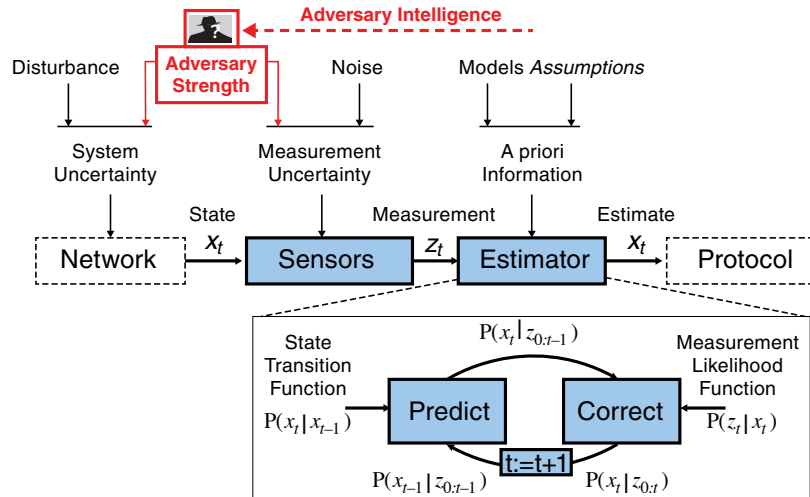 Adversary Intelligence
?
Adversary
Strength
Disturbance
Noise
Models Assumptions
System
Uncertainty
Measurement
Uncertainty
A priori
Information
State
Measurement
Estimate
Network
x_t
Sensors
z_t
Estimator
x_t
Protocol
State
Transition
Function
P(x_t|x_{t–1})
P(x_t|z_{0:t–1})
Measurement
Likelihood
Function
P(z_t|x_t)
Predict
Correct
t:=t+1
P(x_{t–1}|z_{0:t–1})
P(x_t|z_{0:t})